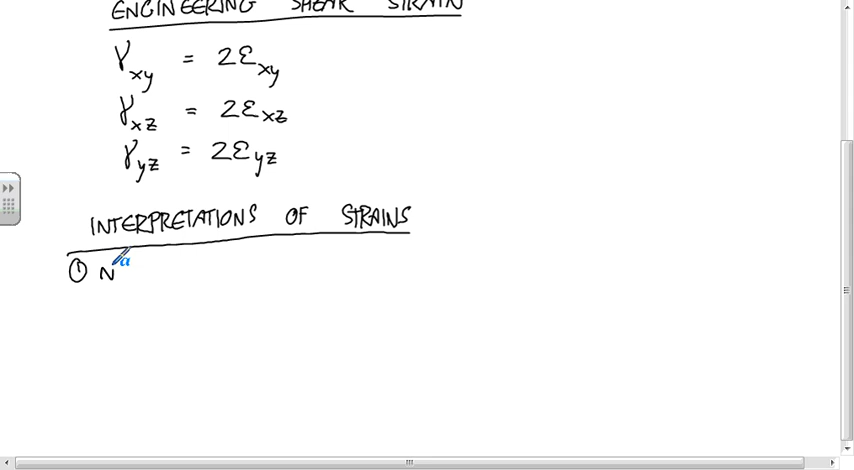 ENGINEERING SHEAR STRAIN
γxy = 2εxy
γxz = 2εxz
γyz = 2εyz
INTERPRETATIONS OF STRAINS
① N